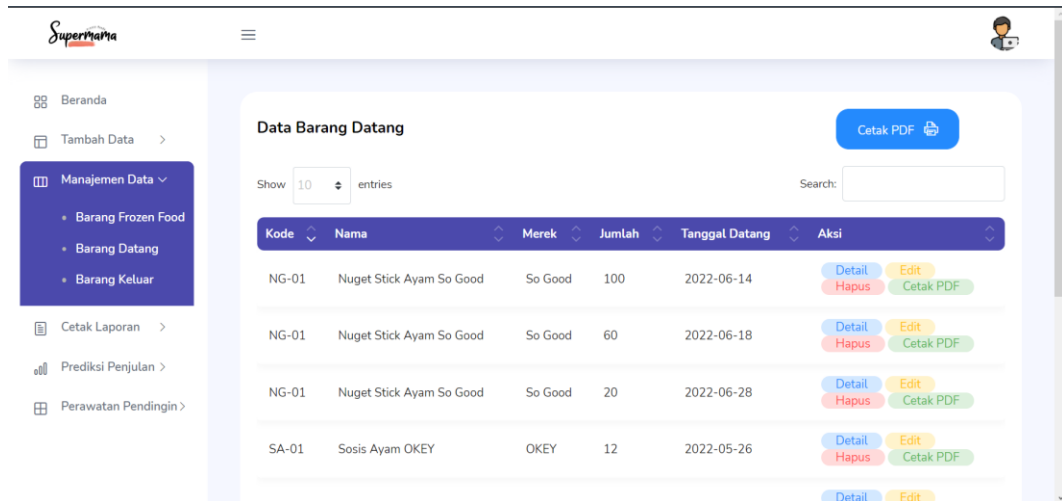 Supermama
Beranda
Tambah Data
Manajemen Data
Barang Frozen Food
Barang Datang
Barang Keluar
Cetak Laporan
Prediksi Penjulan
Perawatan Pendingin
Data Barang Datang
Cetak PDF
Show 10 entries
Search:
Kode Nama Merek Jumlah Tanggal Datang Aksi
NG-01 Nuget Stick Ayam So Good So Good 100 2022-06-14 Detail Edit
Hapus Cetak PDF
NG-01 Nuget Stick Ayam So Good So Good 60 2022-06-18 Detail Edit
Hapus Cetak PDF
NG-01 Nuget Stick Ayam So Good So Good 20 2022-06-28 Detail Edit
Hapus Cetak PDF
SA-01 Sosis Ayam OKEY OKEY 12 2022-05-26 Detail Edit
Hapus Cetak PDF
Detail Edit